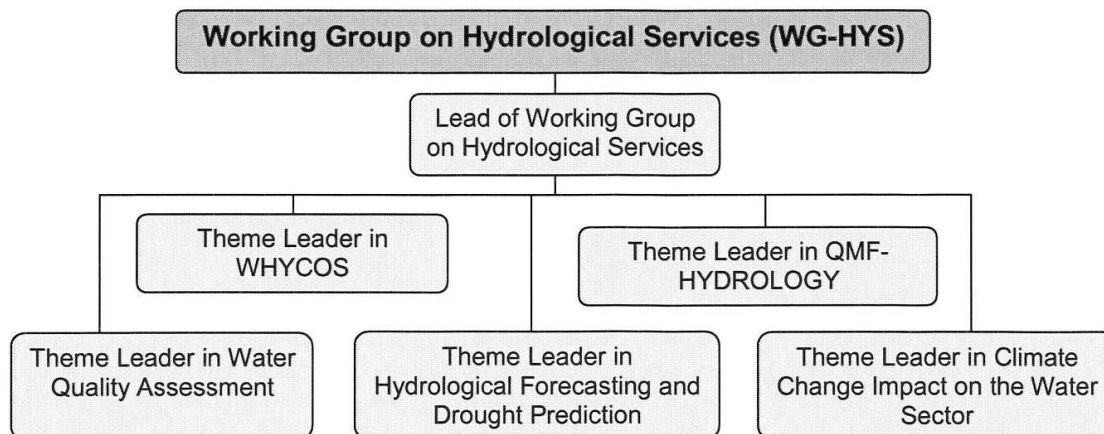 Working Group on Hydrological Services (WG-HYS)
Lead of Working Group
on Hydrological Services
Theme Leader in
WHYCOS
Theme Leader in QMF-
HYDROLOGY
Theme Leader in Water
Quality Assessment
Theme Leader in
Hydrological Forecasting and
Drought Prediction
Theme Leader in Climate
Change Impact on the Water
Sector